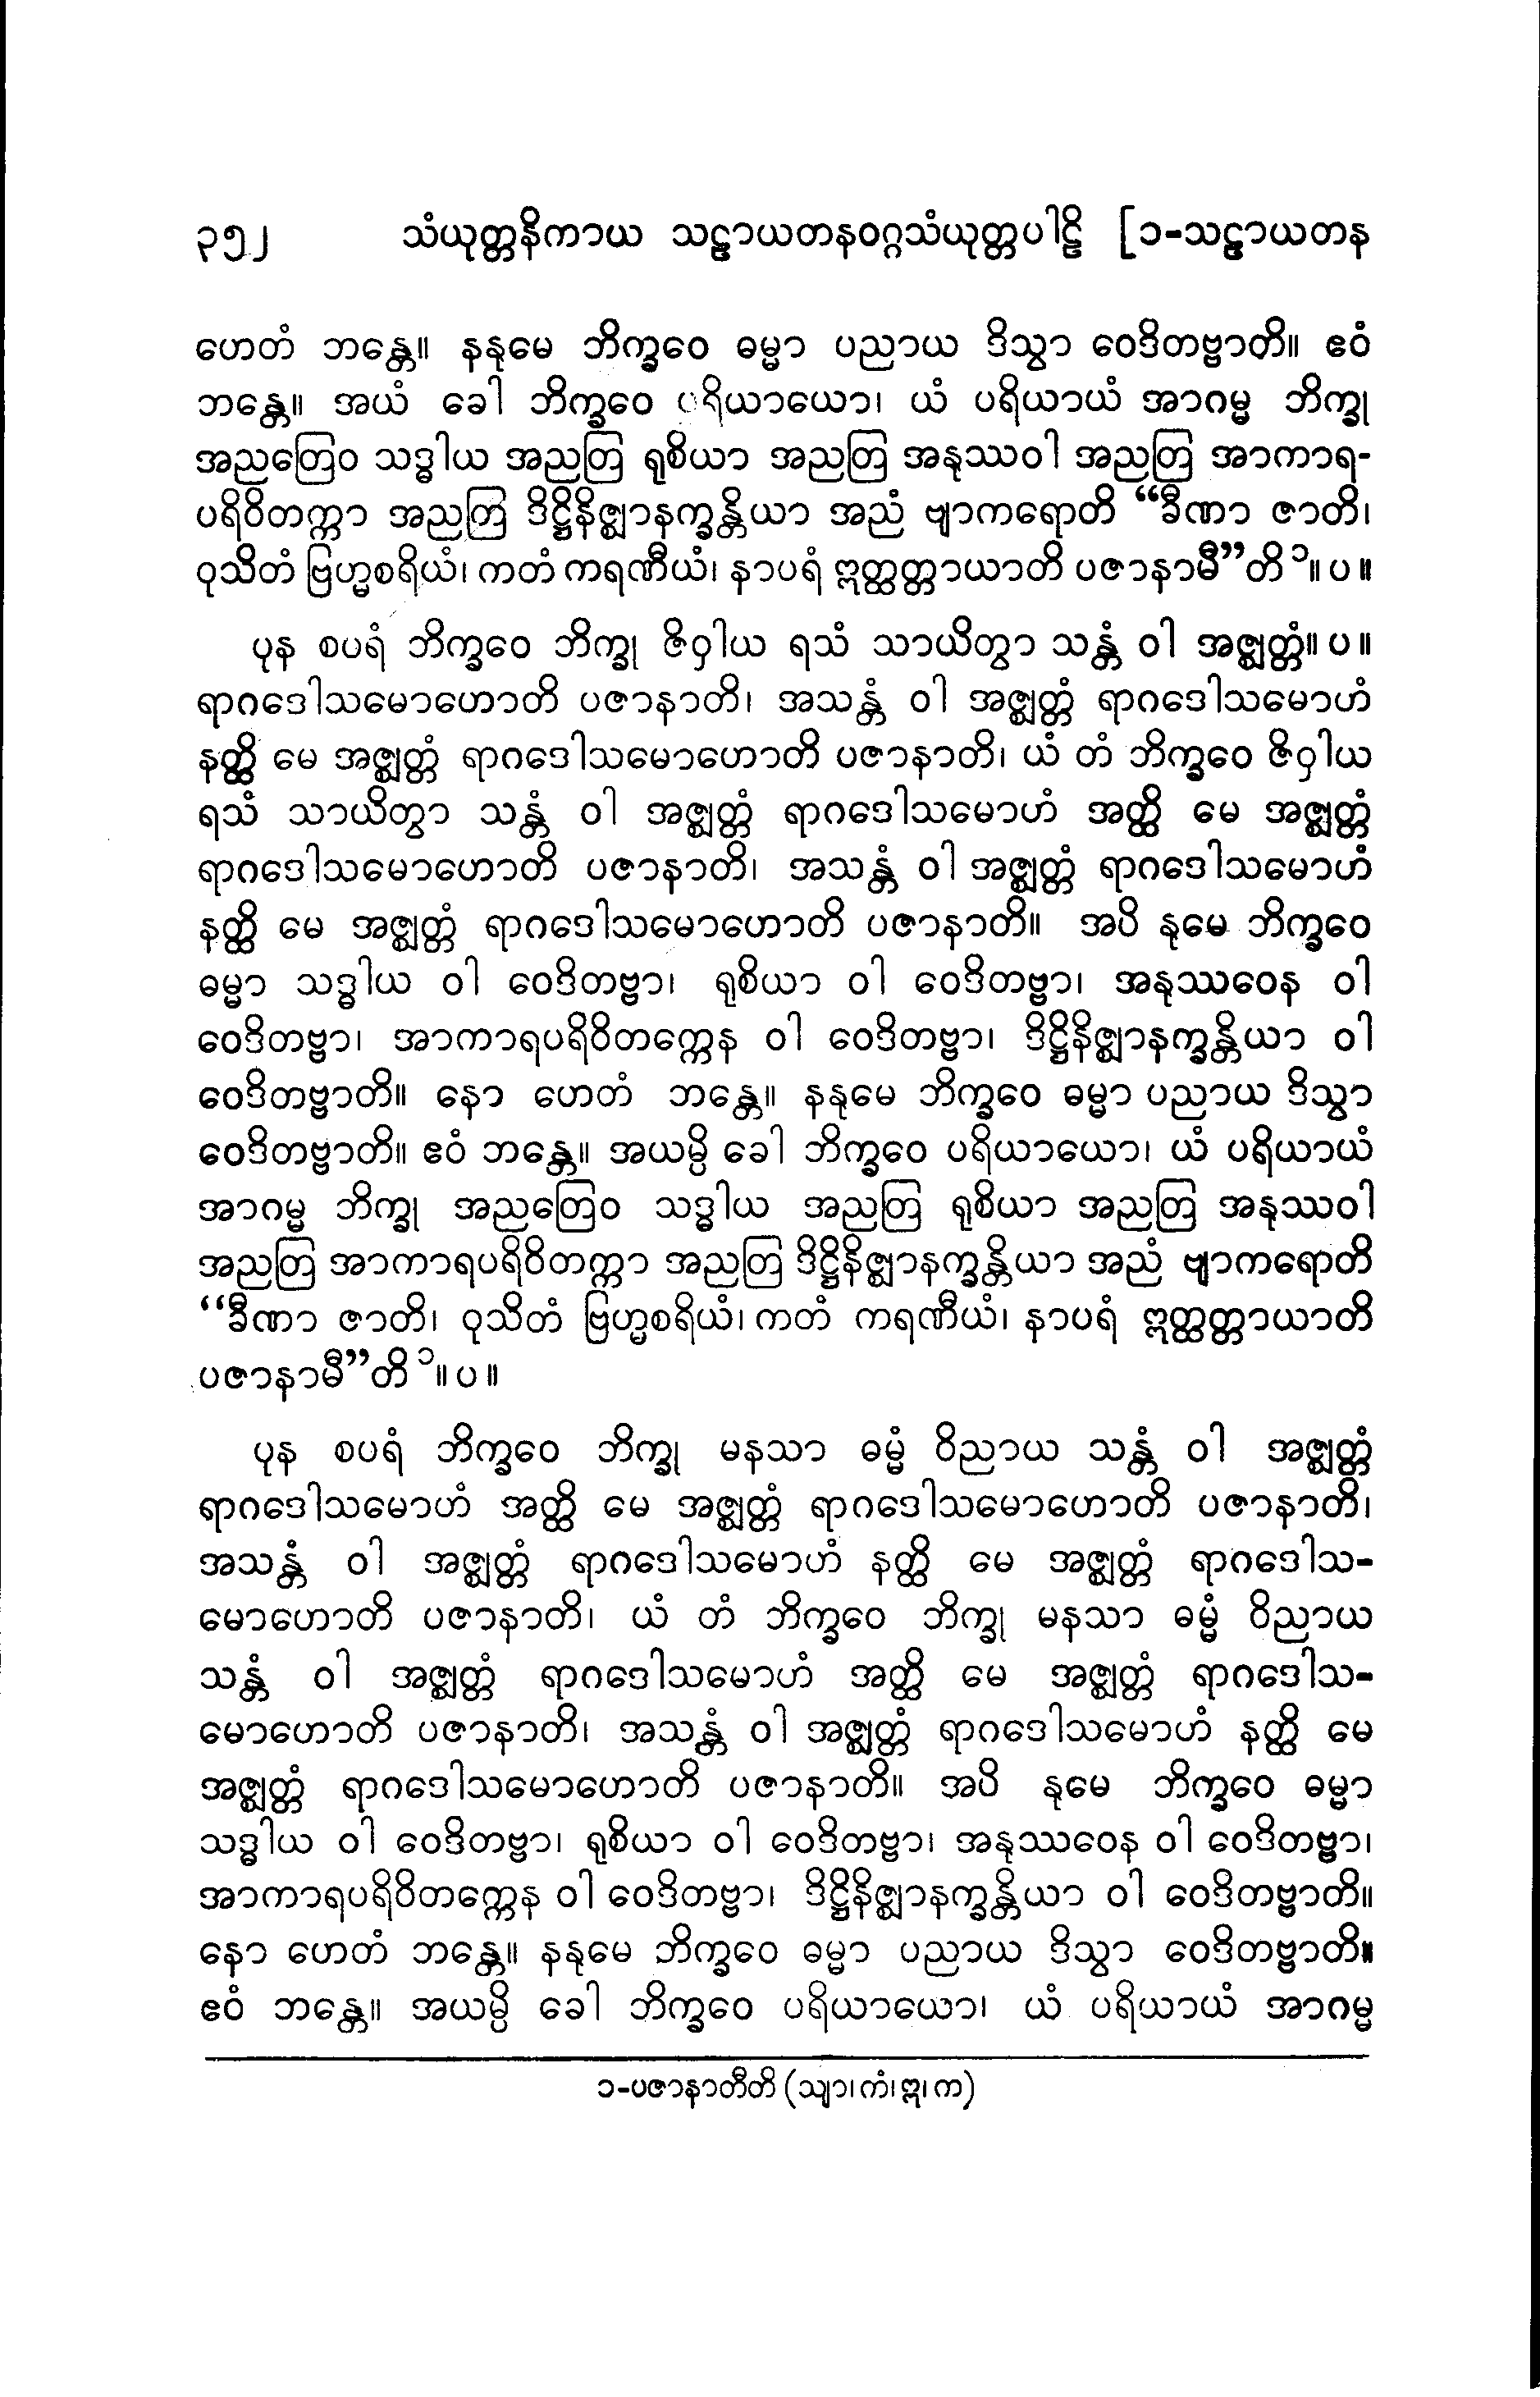 ၃၅၂ သံယုတ္တနိကာယ သဠာယတနဝဂ္ဂသံယုတ္တပါဠိ [၁-သဠာယတန
ဟေတံ ဘန္တေ။ နနုမေ ဘိက္ခဝေ ဓမ္မာ ပညာယ ဒိသွာ ဝေဒိတဗ္ဗာတိ။ ဧဝံ
ဘန္တေ။ အယံ ခေါ ဘိက္ခဝေ ပရိယာယော၊ ယံ ပရိယာယံ အာဂမ္မ ဘိက္ခု
အညတြေဝ သဒ္ဓါယ အညတြ ရုစိယာ အညတြ အနုဿဝါ အညတြ အာကာရ-
ပရိဝိတက္ကာ အညတြ ဒိဋ္ဌိနိဇ္ဈာနက္ခန္တိယာ အညံ ဗျာကရောတိ “ခီဏာ ဇာတိ၊
ဝုသိတံ ဗြဟ္မစရိယံ၊ ကတံ ကရဏီယံ၊ နာပရံ ဣတ္ထတ္တာယာတိ ပဇာနာမီ”တိ ၁။ ပ ။
ပုန စပရံ ဘိက္ခဝေ ဘိက္ခု ဇိဝှါယ ရသံ သာယိတွာ သန္တံ ဝါ အဇ္ဈတ္တံ။ ပ ။
ရာဂဒေါသမောဟောတိ ပဇာနာတိ၊ အသန္တံ ဝါ အဇ္ဈတ္တံ ရာဂဒေါသမောဟံ
နတ္ထိ မေ အဇ္ဈတ္တံ ရာဂဒေါသမောဟောတိ ပဇာနာတိ၊ ယံ တံ ဘိက္ခဝေ ဇိဝှါယ
ရသံ သာယိတွာ သန္တံ ဝါ အဇ္ဈတ္တံ ရာဂဒေါသမောဟံ အတ္ထိ မေ အဇ္ဈတ္တံ
ရာဂဒေါသမောဟောတိ ပဇာနာတိ၊ အသန္တံ ဝါ အဇ္ဈတ္တံ ရာဂဒေါသမောဟံ
နတ္ထိ မေ အဇ္ဈတ္တံ ရာဂဒေါသမောဟောတိ ပဇာနာတိ။ အပိ နုမေ ဘိက္ခဝေ
ဓမ္မာ သဒ္ဓါယ ဝါ ဝေဒိတဗ္ဗာ၊ ရုစိယာ ဝါ ဝေဒိတဗ္ဗာ၊ အနုဿဝေန ဝါ
ဝေဒိတဗ္ဗာ၊ အာကာရပရိဝိတက္ကေန ဝါ ဝေဒိတဗ္ဗာ၊ ဒိဋ္ဌိနိဇ္ဈာနက္ခန္တိယာ ဝါ
ဝေဒိတဗ္ဗာတိ။ နော ဟေတံ ဘန္တေ။ နနုမေ ဘိက္ခဝေ ဓမ္မာ ပညာယ ဒိသွာ
ဝေဒိတဗ္ဗာတိ။ ဧဝံ ဘန္တေ။ အယမ္ပိ ခေါ ဘိက္ခဝေ ပရိယာယော၊ ယံ ပရိယာယံ
အာဂမ္မ ဘိက္ခု အညတြေဝ သဒ္ဓါယ အညတြ ရုစိယာ အညတြ အနုဿဝါ
အညတြ အာကာရပရိဝိတက္ကာ အညတြ ဒိဋ္ဌိနိဇ္ဈာနက္ခန္တိယာ အညံ ဗျာကရောတိ
“ခီဏာ ဇာတိ၊ ဝုသိတံ ဗြဟ္မစရိယံ၊ ကတံ ကရဏီယံ၊ နာပရံ ဣတ္ထတ္တာယာတိ
ပဇာနာမီ”တိ ၁။ ပ ။
ပုန စပရံ ဘိက္ခဝေ ဘိက္ခု မနသာ ဓမ္မံ ဝိညာယ သန္တံ ဝါ အဇ္ဈတ္တံ
ရာဂဒေါသမောဟံ အတ္ထိ မေ အဇ္ဈတ္တံ ရာဂဒေါသမောဟောတိ ပဇာနာတိ၊
အသန္တံ ဝါ အဇ္ဈတ္တံ ရာဂဒေါသမောဟံ နတ္ထိ မေ အဇ္ဈတ္တံ ရာဂဒေါသ-
မောဟောတိ ပဇာနာတိ၊ ယံ တံ ဘိက္ခဝေ ဘိက္ခု မနသာ ဓမ္မံ ဝိညာယ
သန္တံ ဝါ အဇ္ဈတ္တံ ရာဂဒေါသမောဟံ အတ္ထိ မေ အဇ္ဈတ္တံ ရာဂဒေါသ-
မောဟောတိ ပဇာနာတိ၊ အသန္တံ ဝါ အဇ္ဈတ္တံ ရာဂဒေါသမောဟံ နတ္ထိ မေ
အဇ္ဈတ္တံ ရာဂဒေါသမောဟောတိ ပဇာနာတိ။ အပိ နုမေ ဘိက္ခဝေ ဓမ္မာ
သဒ္ဓါယ ဝါ ဝေဒိတဗ္ဗာ၊ ရုစိယာ ဝါ ဝေဒိတဗ္ဗာ၊ အနုဿဝေန ဝါ ဝေဒိတဗ္ဗာ၊
အာကာရပရိဝိတက္ကေန ဝါ ဝေဒိတဗ္ဗာ၊ ဒိဋ္ဌိနိဇ္ဈာနက္ခန္တိယာ ဝါ ဝေဒိတဗ္ဗာတိ။
နော ဟေတံ ဘန္တေ။ နနုမေ ဘိက္ခဝေ ဓမ္မာ ပညာယ ဒိသွာ ဝေဒိတဗ္ဗာတိ။
ဧဝံ ဘန္တေ။ အယမ္ပိ ခေါ ဘိက္ခဝေ ပရိယာယော၊ ယံ ပရိယာယံ အာဂမ္မ
၁-ပဇာနာတီတိ (သျာ၊ ကံ၊ ဣ၊ က)